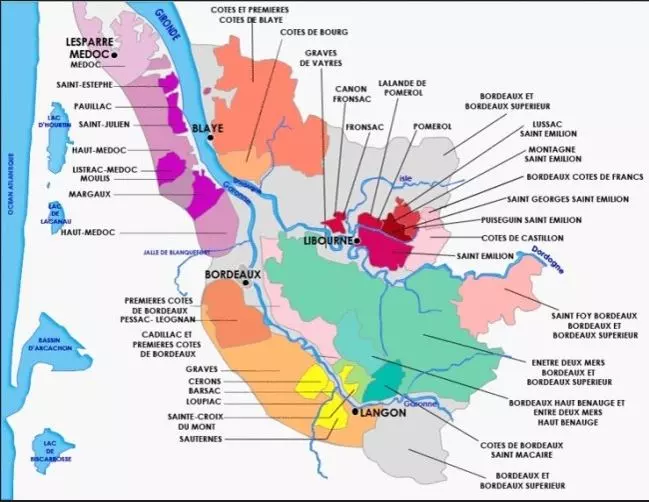 GIRONDE
COTES ET PREMIERES
COTES DE BLAYE
COTES DE BOURG
GRAVES
DE VAYRES
CANON
FRONSAC
LALANDE DE
POMEROL
FRONSAC
POMEROL
BORDEAUX ET
BORDEAUX SUPERIEUR
LUSSAC
SAINT EMILION
MONTAGNE
SAINT EMILION
BORDEAUX COTES DE FRANCS
SAINT GEORGES SAINT EMILION
PUISEGUIN SAINT EMILION
COTES DE CASTILLON
SAINT EMILION
LESPARRE
MEDOC
MEDOC
SAINT-ESTEPHE
PAUILLAC
SAINT-JULIEN
HAUT-MEDOC
LISTRAC-MEDOC
MOULIS
MARGAUX
HAUT-MEDOC
LAC
D'HOURTIN
OCEAN ATLANTIQUE
LAC
DE
LACANAU
BLAYE
Dordogne
Garonne
isle
LIBOURNE
Dordogne
JALLE DE BLANQUEFORT
BORDEAUX
PREMIERES COTES
DE BORDEAUX
PESSAC- LEOGNAN
CADILLAC ET
PREMIERES COTES
DE BORDEAUX
GRAVES
CERONS
BARSAC
LOUPIAC
SAINTE-CROIX
DU MONT
SAUTERNES
BASSIN
D'ARCACHON
LAC
DE
BISCARROSSE
LANGON
Garonne
SAINT FOY BORDEAUX
BORDEAUX ET
BORDEAUX SUPERIEUR
ENETRE DEUX MERS
BORDEAUX ET
BORDEAUX SUPERIEUR
BORDEAUX HAUT BENAUGE ET
ENTRE DEUX MERS
HAUT BENAUGE
COTES DE BORDEAUX
SAINT MACAIRE
BORDEAUX ET
BORDEAUX SUPERIEUR